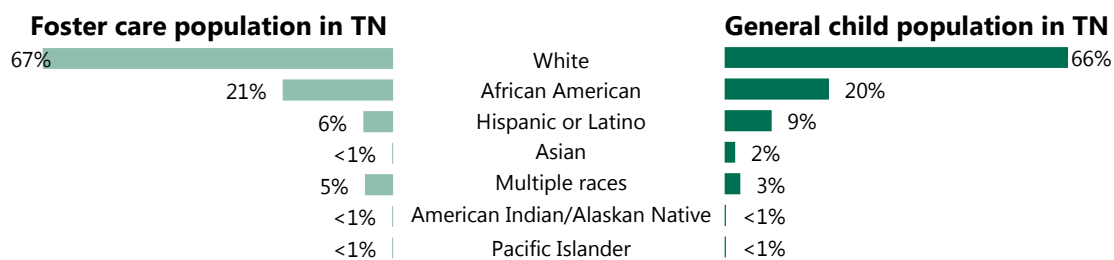 Foster care population in TN General child population in TN
67% White 66%
21% African American 20%
6% Hispanic or Latino 9%
<1% Asian 2%
5% Multiple races 3%
<1% American Indian/Alaskan Native <1%
<1% Pacific Islander <1%